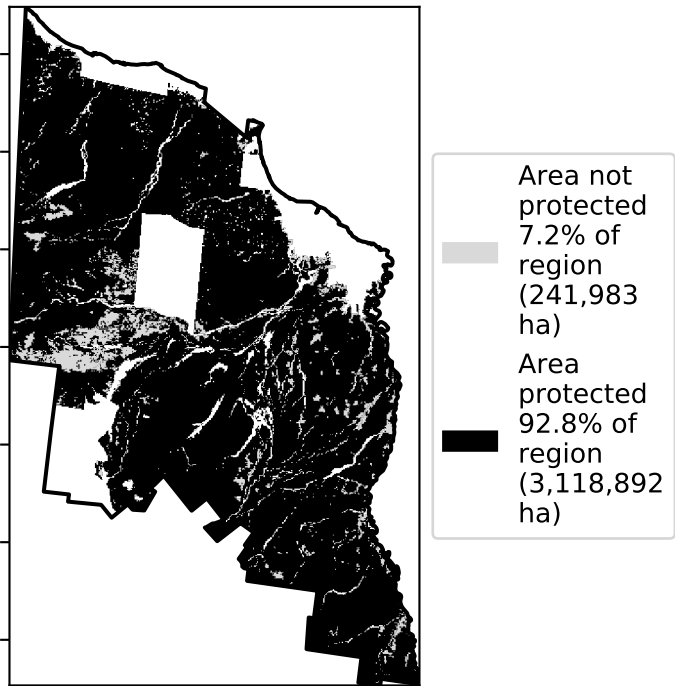 Area not
protected
7.2% of
region
(241,983
ha)
Area
protected
92.8% of
region
(3,118,892
ha)